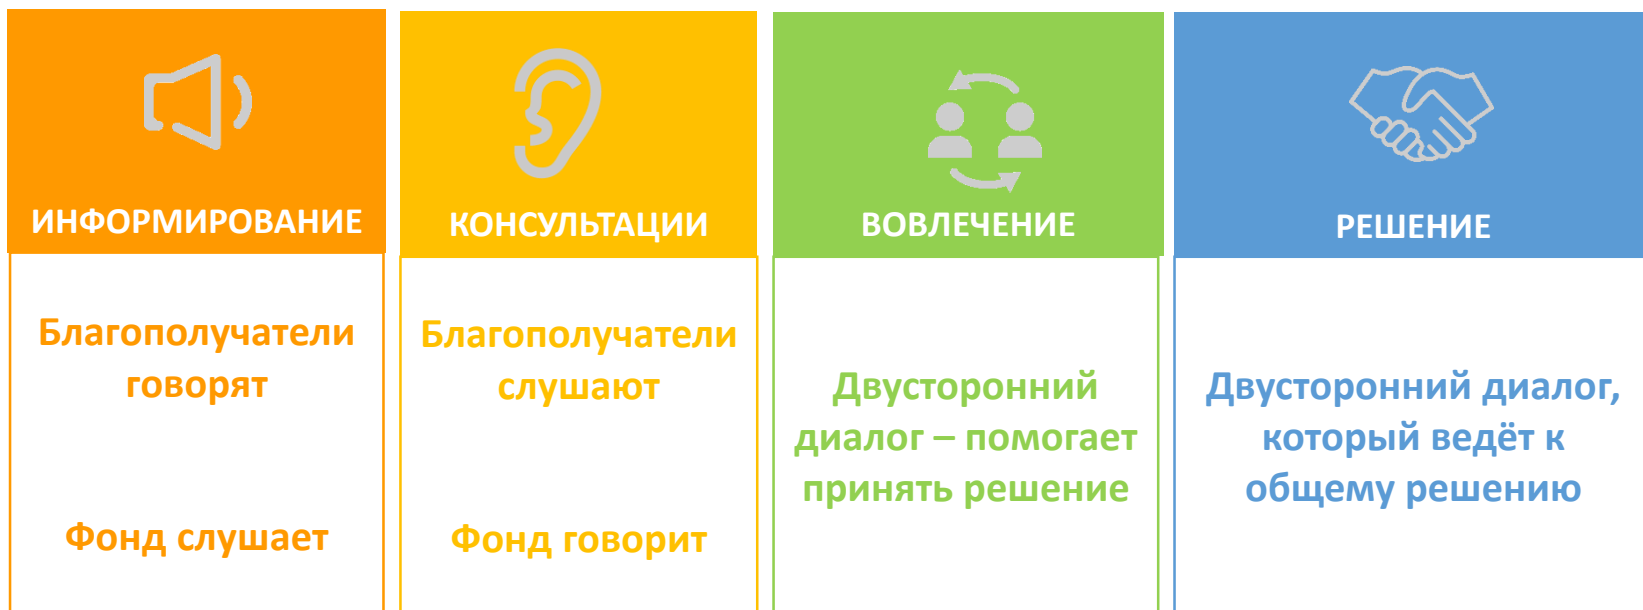 ИНФОРМИРОВАНИЕ
Благополучатели
говорят
Фонд слушает
КОНСУЛЬТАЦИИ
Благополучатели
слушают
Фонд говорит
ВОВЛЕЧЕНИЕ
Двусторонний
диалог – помогает
принять решение
РЕШЕНИЕ
Двусторонний диалог,
который ведёт к
общему решению